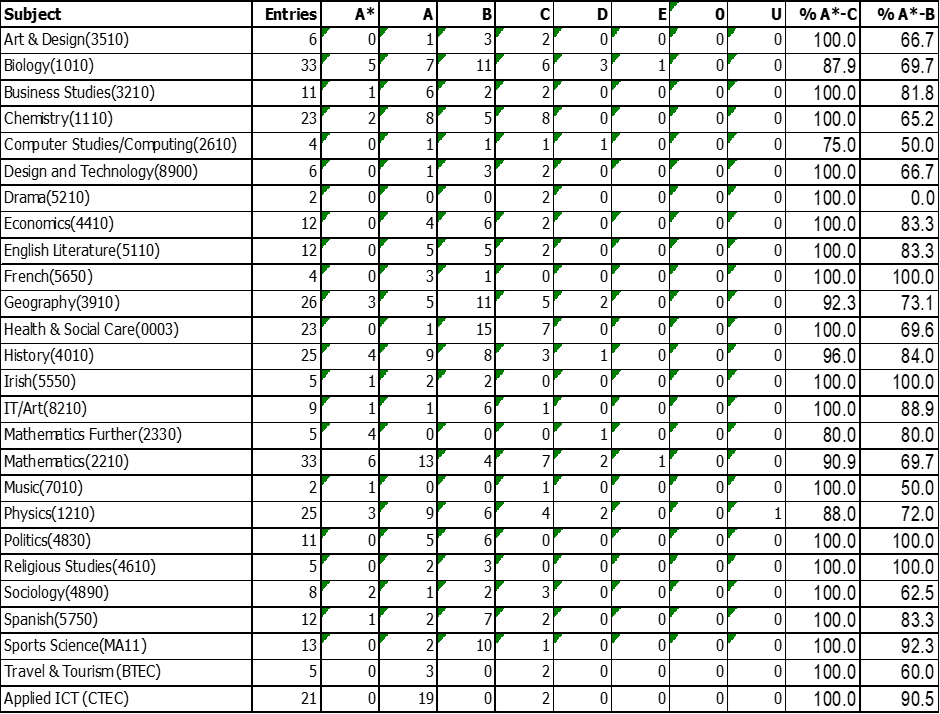 Subject Entries A* A B C D E 0 U % A*-C % A*-B
Art & Design(3510) 6 0 1 3 2 0 0 0 0 100.0 66.7
Biology(1010) 33 5 7 11 6 3 1 0 0 87.9 69.7
Business Studies(3210) 11 1 6 2 2 0 0 0 0 100.0 81.8
Chemistry(1110) 23 2 8 5 8 0 0 0 0 100.0 65.2
Computer Studies/Computing(2610) 4 0 1 1 1 1 0 0 0 75.0 50.0
Design and Technology(8900) 6 0 1 3 2 0 0 0 0 100.0 66.7
Drama(5210) 2 0 0 0 2 0 0 0 0 100.0 0.0
Economics(4410) 12 0 4 6 2 0 0 0 0 100.0 83.3
English Literature(5110) 12 0 5 5 2 0 0 0 0 100.0 83.3
French(5650) 4 0 3 1 0 0 0 0 0 100.0 100.0
Geography(3910) 26 3 5 11 5 2 0 0 0 92.3 73.1
Health & Social Care(0003) 23 0 1 15 7 0 0 0 0 100.0 69.6
History(4010) 25 4 9 8 3 1 0 0 0 96.0 84.0
Irish(5550) 5 1 2 2 0 0 0 0 0 100.0 100.0
IT/Art(8210) 9 1 1 6 1 0 0 0 0 100.0 88.9
Mathematics Further(2330) 5 4 0 0 0 1 0 0 0 80.0 80.0
Mathematics(2210) 33 6 13 4 7 2 1 0 0 90.9 69.7
Music(7010) 2 1 0 0 1 0 0 0 0 100.0 50.0
Physics(1210) 25 3 9 6 4 2 0 0 1 88.0 72.0
Politics(4830) 11 0 5 6 0 0 0 0 0 100.0 100.0
Religious Studies(4610) 5 0 2 3 0 0 0 0 0 100.0 100.0
Sociology(4890) 8 2 1 2 3 0 0 0 0 100.0 62.5
Spanish(5750) 12 1 2 7 2 0 0 0 0 100.0 83.3
Sports Science(MA11) 13 0 2 10 1 0 0 0 0 100.0 92.3
Travel & Tourism (BTEC) 5 0 3 0 2 0 0 0 0 100.0 60.0
Applied ICT (CTEC) 21 0 19 0 2 0 0 0 0 100.0 90.5